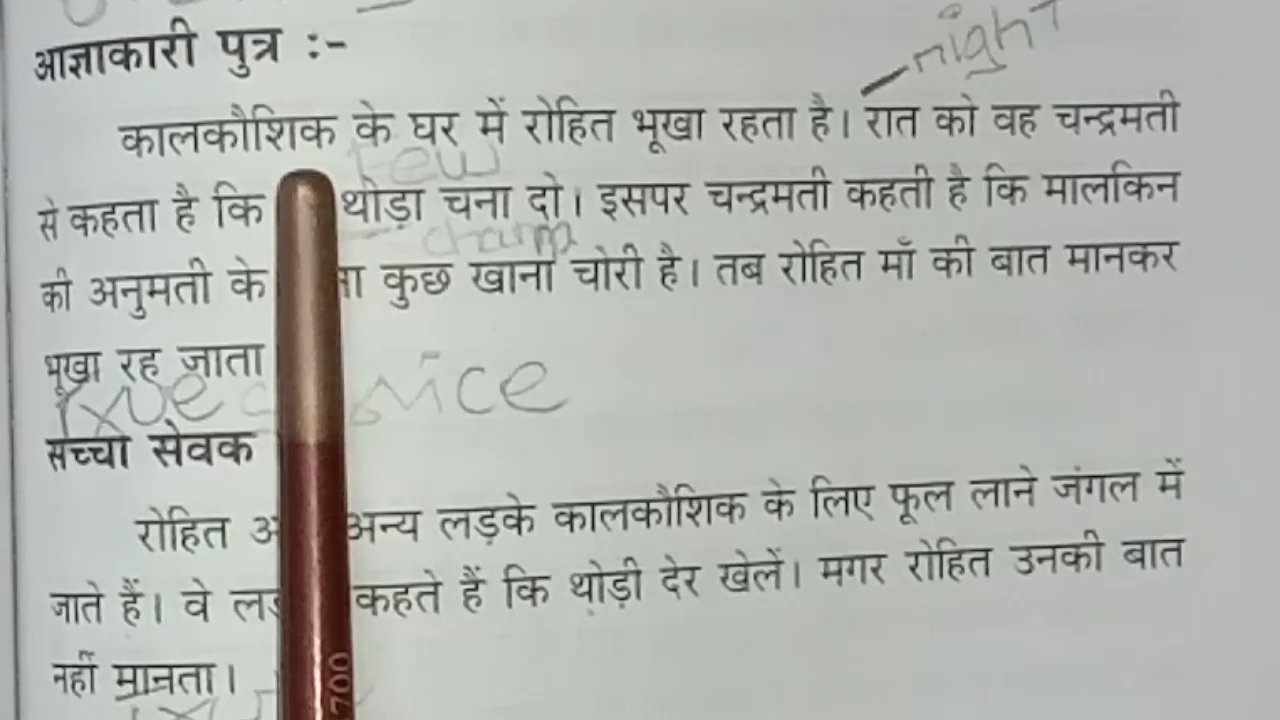 आज्ञाकारी पुत्र :-
night
कालकौशिक के घर में रोहित भूखा रहता है। रात को वह चन्द्रमती
few
से कहता है कि थोड़ा चना दो। इसपर चन्द्रमती कहती है कि मालकिन
की अनुमती के कुछ खाना चोरी है। तब रोहित माँ की बात मानकर
भूखा रह जाता
सच्चा सेवक
रोहित अन्य लड़के कालकौशिक के लिए फूल लाने जंगल में
जाते हैं। वे कहते हैं कि थोड़ी देर खेलें। मगर रोहित उनकी बात
नहीं मानता।
700